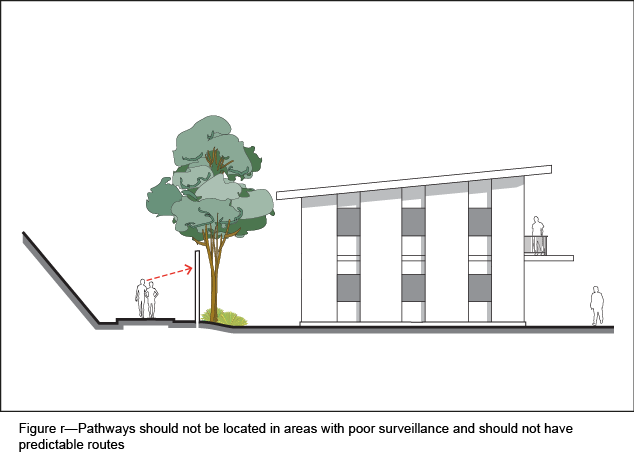 Figure r—Pathways should not be located in areas with poor surveillance and should not have
predictable routes